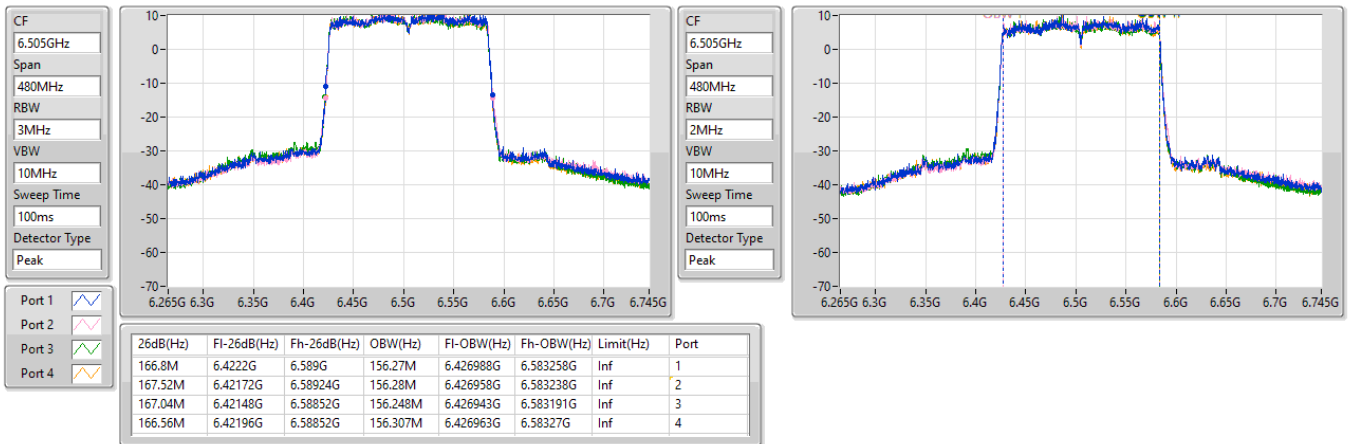 CF
6.505GHz
Span
480MHz
RBW
3MHz
VBW
10MHz
Sweep Time
100ms
Detector Type
Peak
10-
0-
-10-
-20-
-30-
-40-
-50-
-60-
-70-
6.265G 6.3G 6.35G 6.4G 6.45G 6.5G 6.55G 6.6G 6.65G 6.7G 6.745G
CF
6.505GHz
Span
480MHz
RBW
2MHz
VBW
10MHz
Sweep Time
100ms
Detector Type
Peak
10-
0-
-10-
-20-
-30-
-40-
-50-
-60-
-70-
6.265G 6.3G 6.35G 6.4G 6.45G 6.5G 6.55G 6.6G 6.65G 6.7G 6.745G
Port 1
Port 2
Port 3
Port 4
26dB(Hz) Fl-26dB(Hz) Fh-26dB(Hz) OBW(Hz) Fl-OBW(Hz) Fh-OBW(Hz) Limit(Hz) Port
166.8M 6.4222G 6.589G 156.27M 6.426988G 6.583258G Inf 1
167.52M 6.42172G 6.58924G 156.28M 6.426958G 6.583238G Inf 2
167.04M 6.42148G 6.58852G 156.248M 6.426943G 6.583191G Inf 3
166.56M 6.42196G 6.58852G 156.307M 6.426963G 6.58327G Inf 4